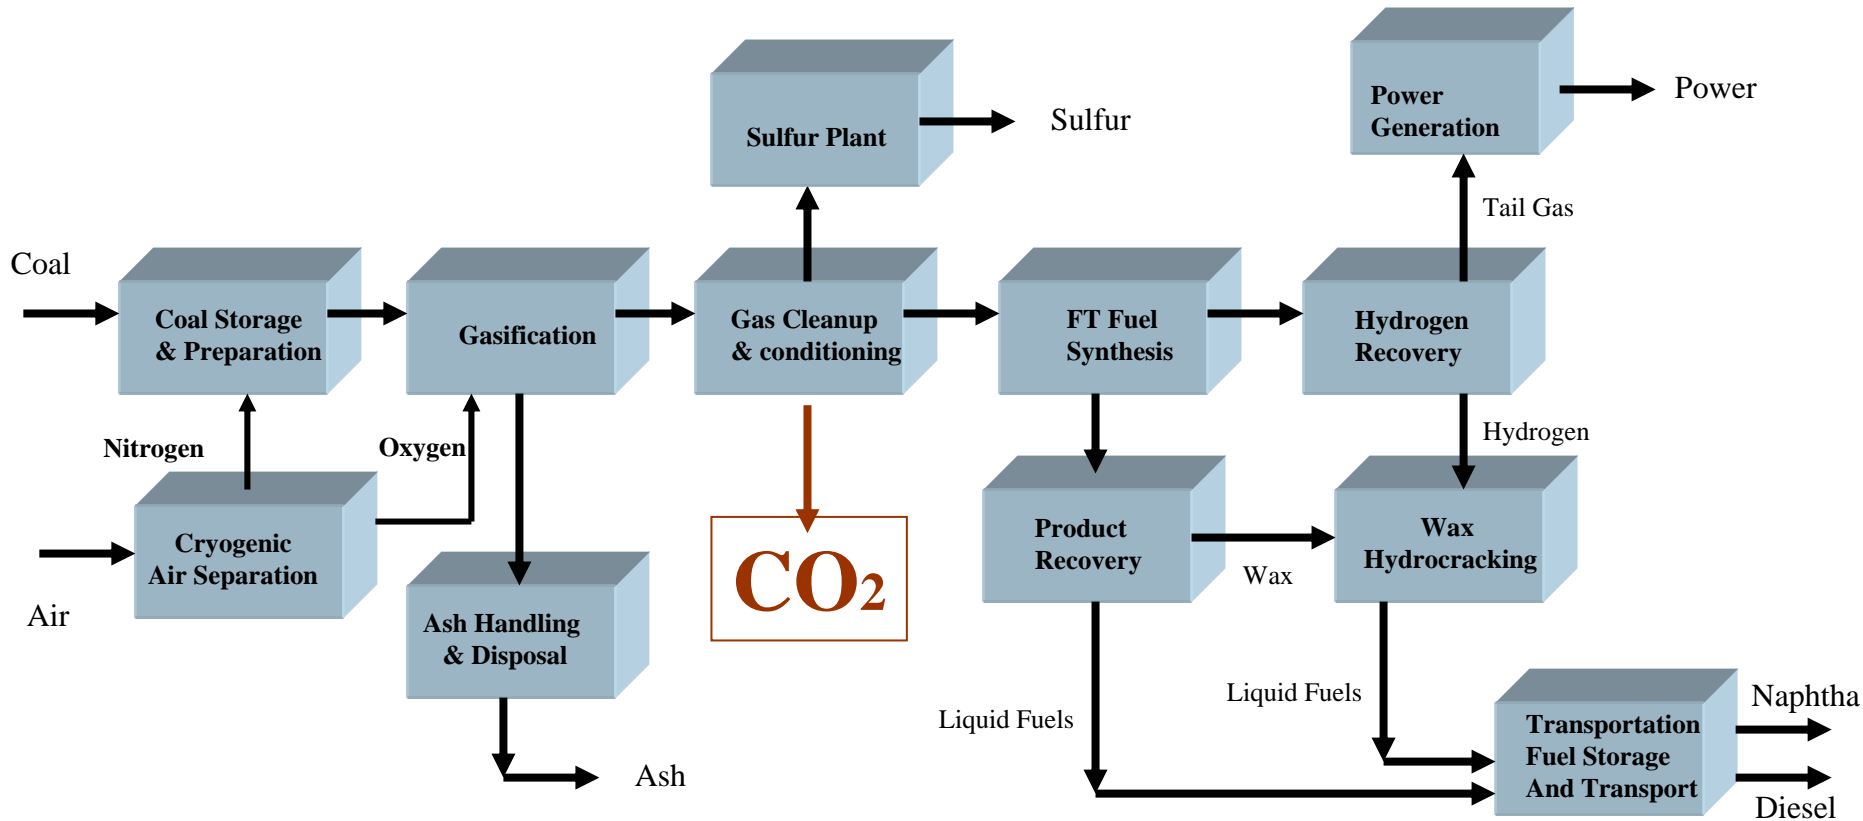 Sulfur Plant
Sulfur
Power
Generation
Power
Tail Gas
Coal
Coal Storage
& Preparation
Gasification
Gas Cleanup
& conditioning
FT Fuel
Synthesis
Hydrogen
Recovery
Nitrogen
Oxygen
Hydrogen
Cryogenic
Air Separation
Air
CO2
Product
Recovery
Wax
Wax
Hydrocracking
Ash Handling
& Disposal
Ash
Liquid Fuels
Liquid Fuels
Transportation
Fuel Storage
And Transport
Naphtha
Diesel